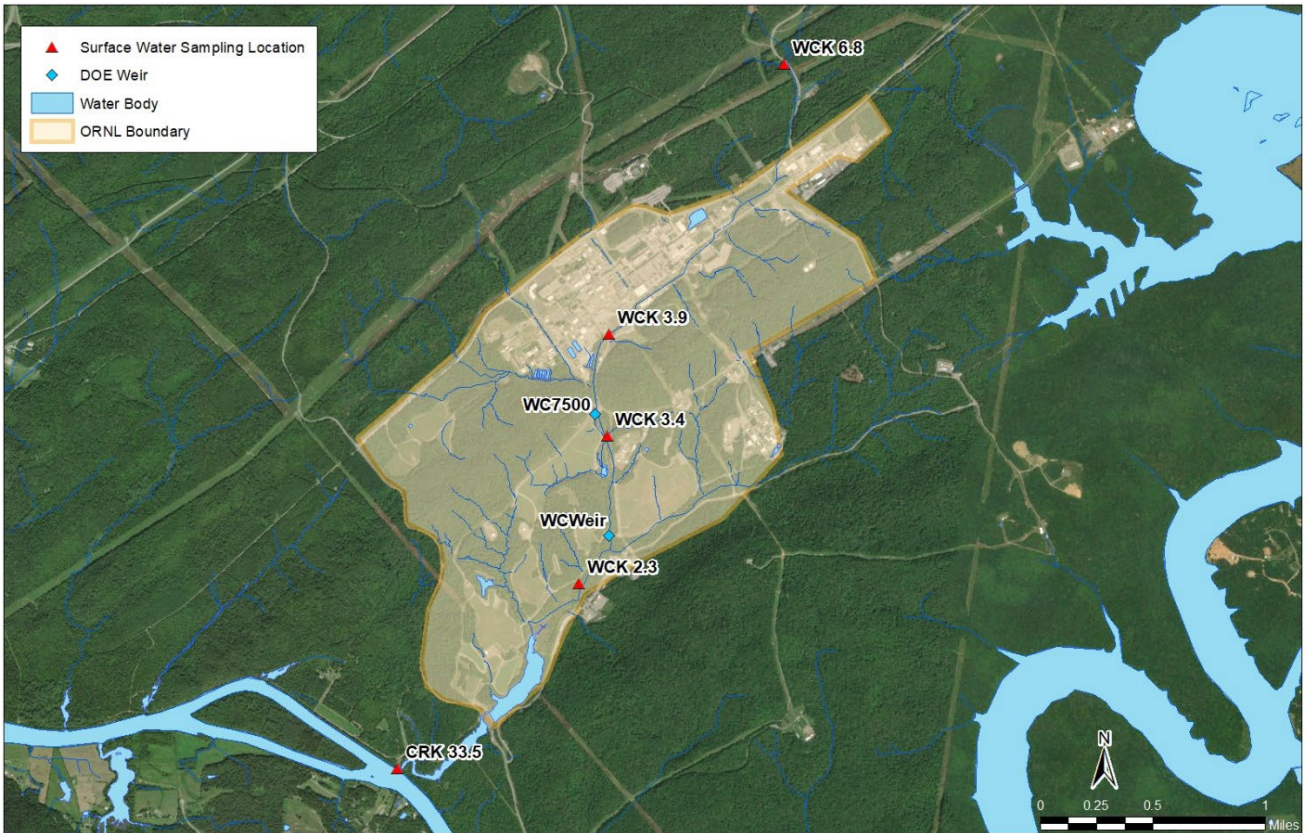 Surface Water Sampling Location
DOE Weir
Water Body
ORNL Boundary
WCK 6.8
WCK 3.9
WC7500
WCK 3.4
WCWeir
WCK 2.3
CRK 33.5
N
0 0.25 0.5 1
Miles